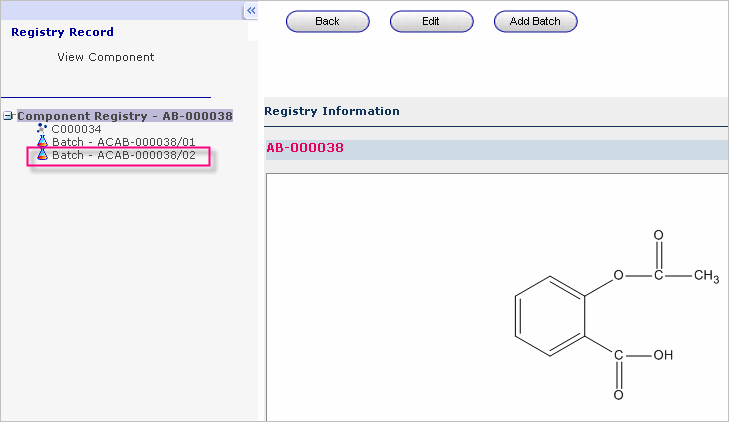 «
Back
Edit
Add Batch
Registry Record
View Component
Component Registry - AB-000038
C000034
Batch - ACAB-000038/01
Batch - ACAB-000038/02
Registry Information
AB-000038
O
O
C
CH3
C
OH
O